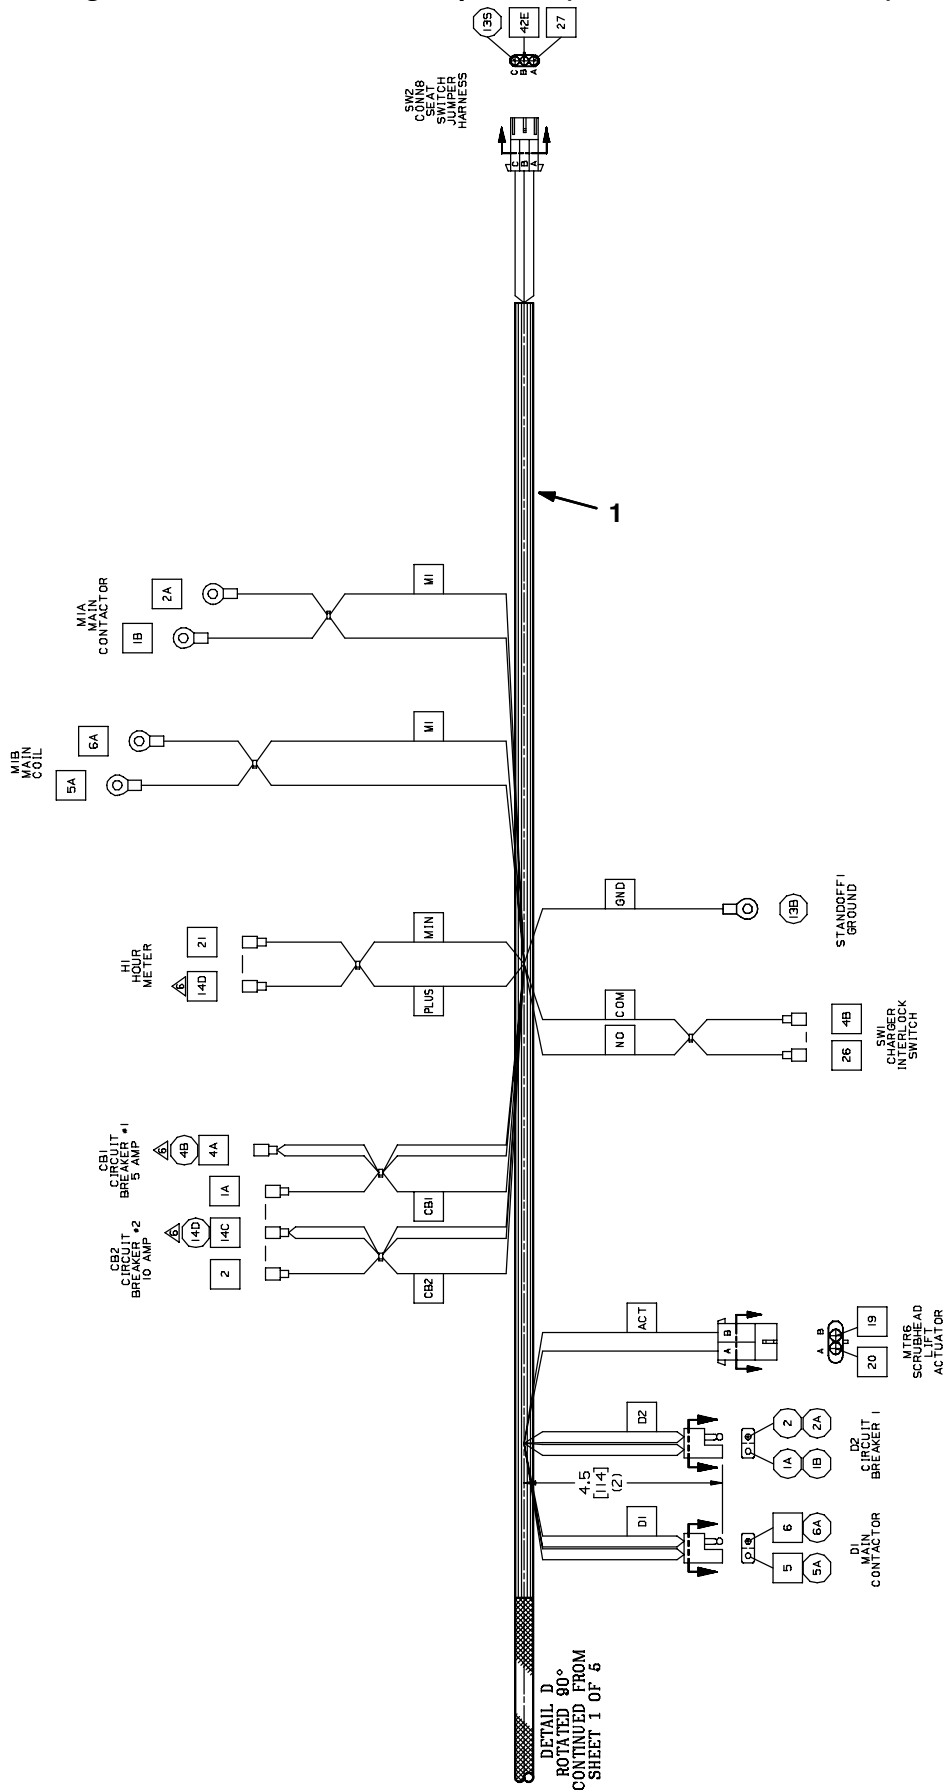 13S
42E
27
C
B
A
SW2
CONN8
SEAT
SWITCH
JUMPER
HARNESS
C
B
A
1
M1A
MAIN
CONTACTOR
2A
1B
M1
M1B
MAIN
COIL
6A
5A
M1
H1
HOUR
METER
21
6
14D
MIN
PLUS
GND
13B
STANDOFF1
GROUND
COM
NO
4B
26
SW1
CHARGER
INTERLOCK
SWITCH
CB1
CIRCUIT
BREAKER #1
5 AMP
6
4B
4A
1A
CB1
CB2
CIRCUIT
BREAKER #2
10 AMP
6
14D
14C
2
CB2
ACT
B
A
B
A
19
20
MTR6
SCRUBHEAD
LIFT
ACTUATOR
D2
2
2A
1A
1B
D2
CIRCUIT
BREAKER 1
4.5
[114]
(2)
D1
6
6A
5
5A
D1
MAIN
CONTACTOR
DETAIL D
ROTATED 90°
CONTINUED FROM
SHEET 1 OF 5